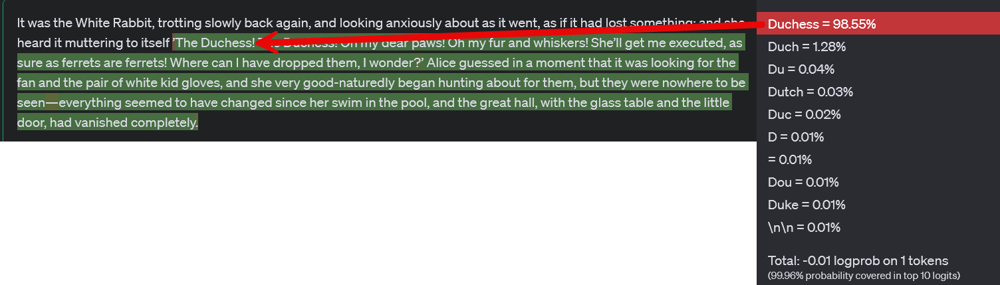 It was the White Rabbit, trotting slowly back again, and looking anxiously about as it went, as if it had lost something; and she
heard it muttering to itself 'The Duchess! The Duchess! Oh my dear paws! Oh my fur and whiskers! She’ll get me executed, as
sure as ferrets are ferrets! Where can I have dropped them, I wonder?’ Alice guessed in a moment that it was looking for the
fan and the pair of white kid gloves, and she very good-naturedly began hunting about for them, but they were nowhere to be
seen—everything seemed to have changed since her swim in the pool, and the great hall, with the glass table and the little
door, had vanished completely.
Duchess = 98.55%
Duch = 1.28%
Du = 0.04%
Dutch = 0.03%
Duc = 0.02%
D = 0.01%
= 0.01%
Dou = 0.01%
Duke = 0.01%
\n\n = 0.01%
Total: -0.01 logprob on 1 tokens
(99.96% probability covered in top 10 logits)